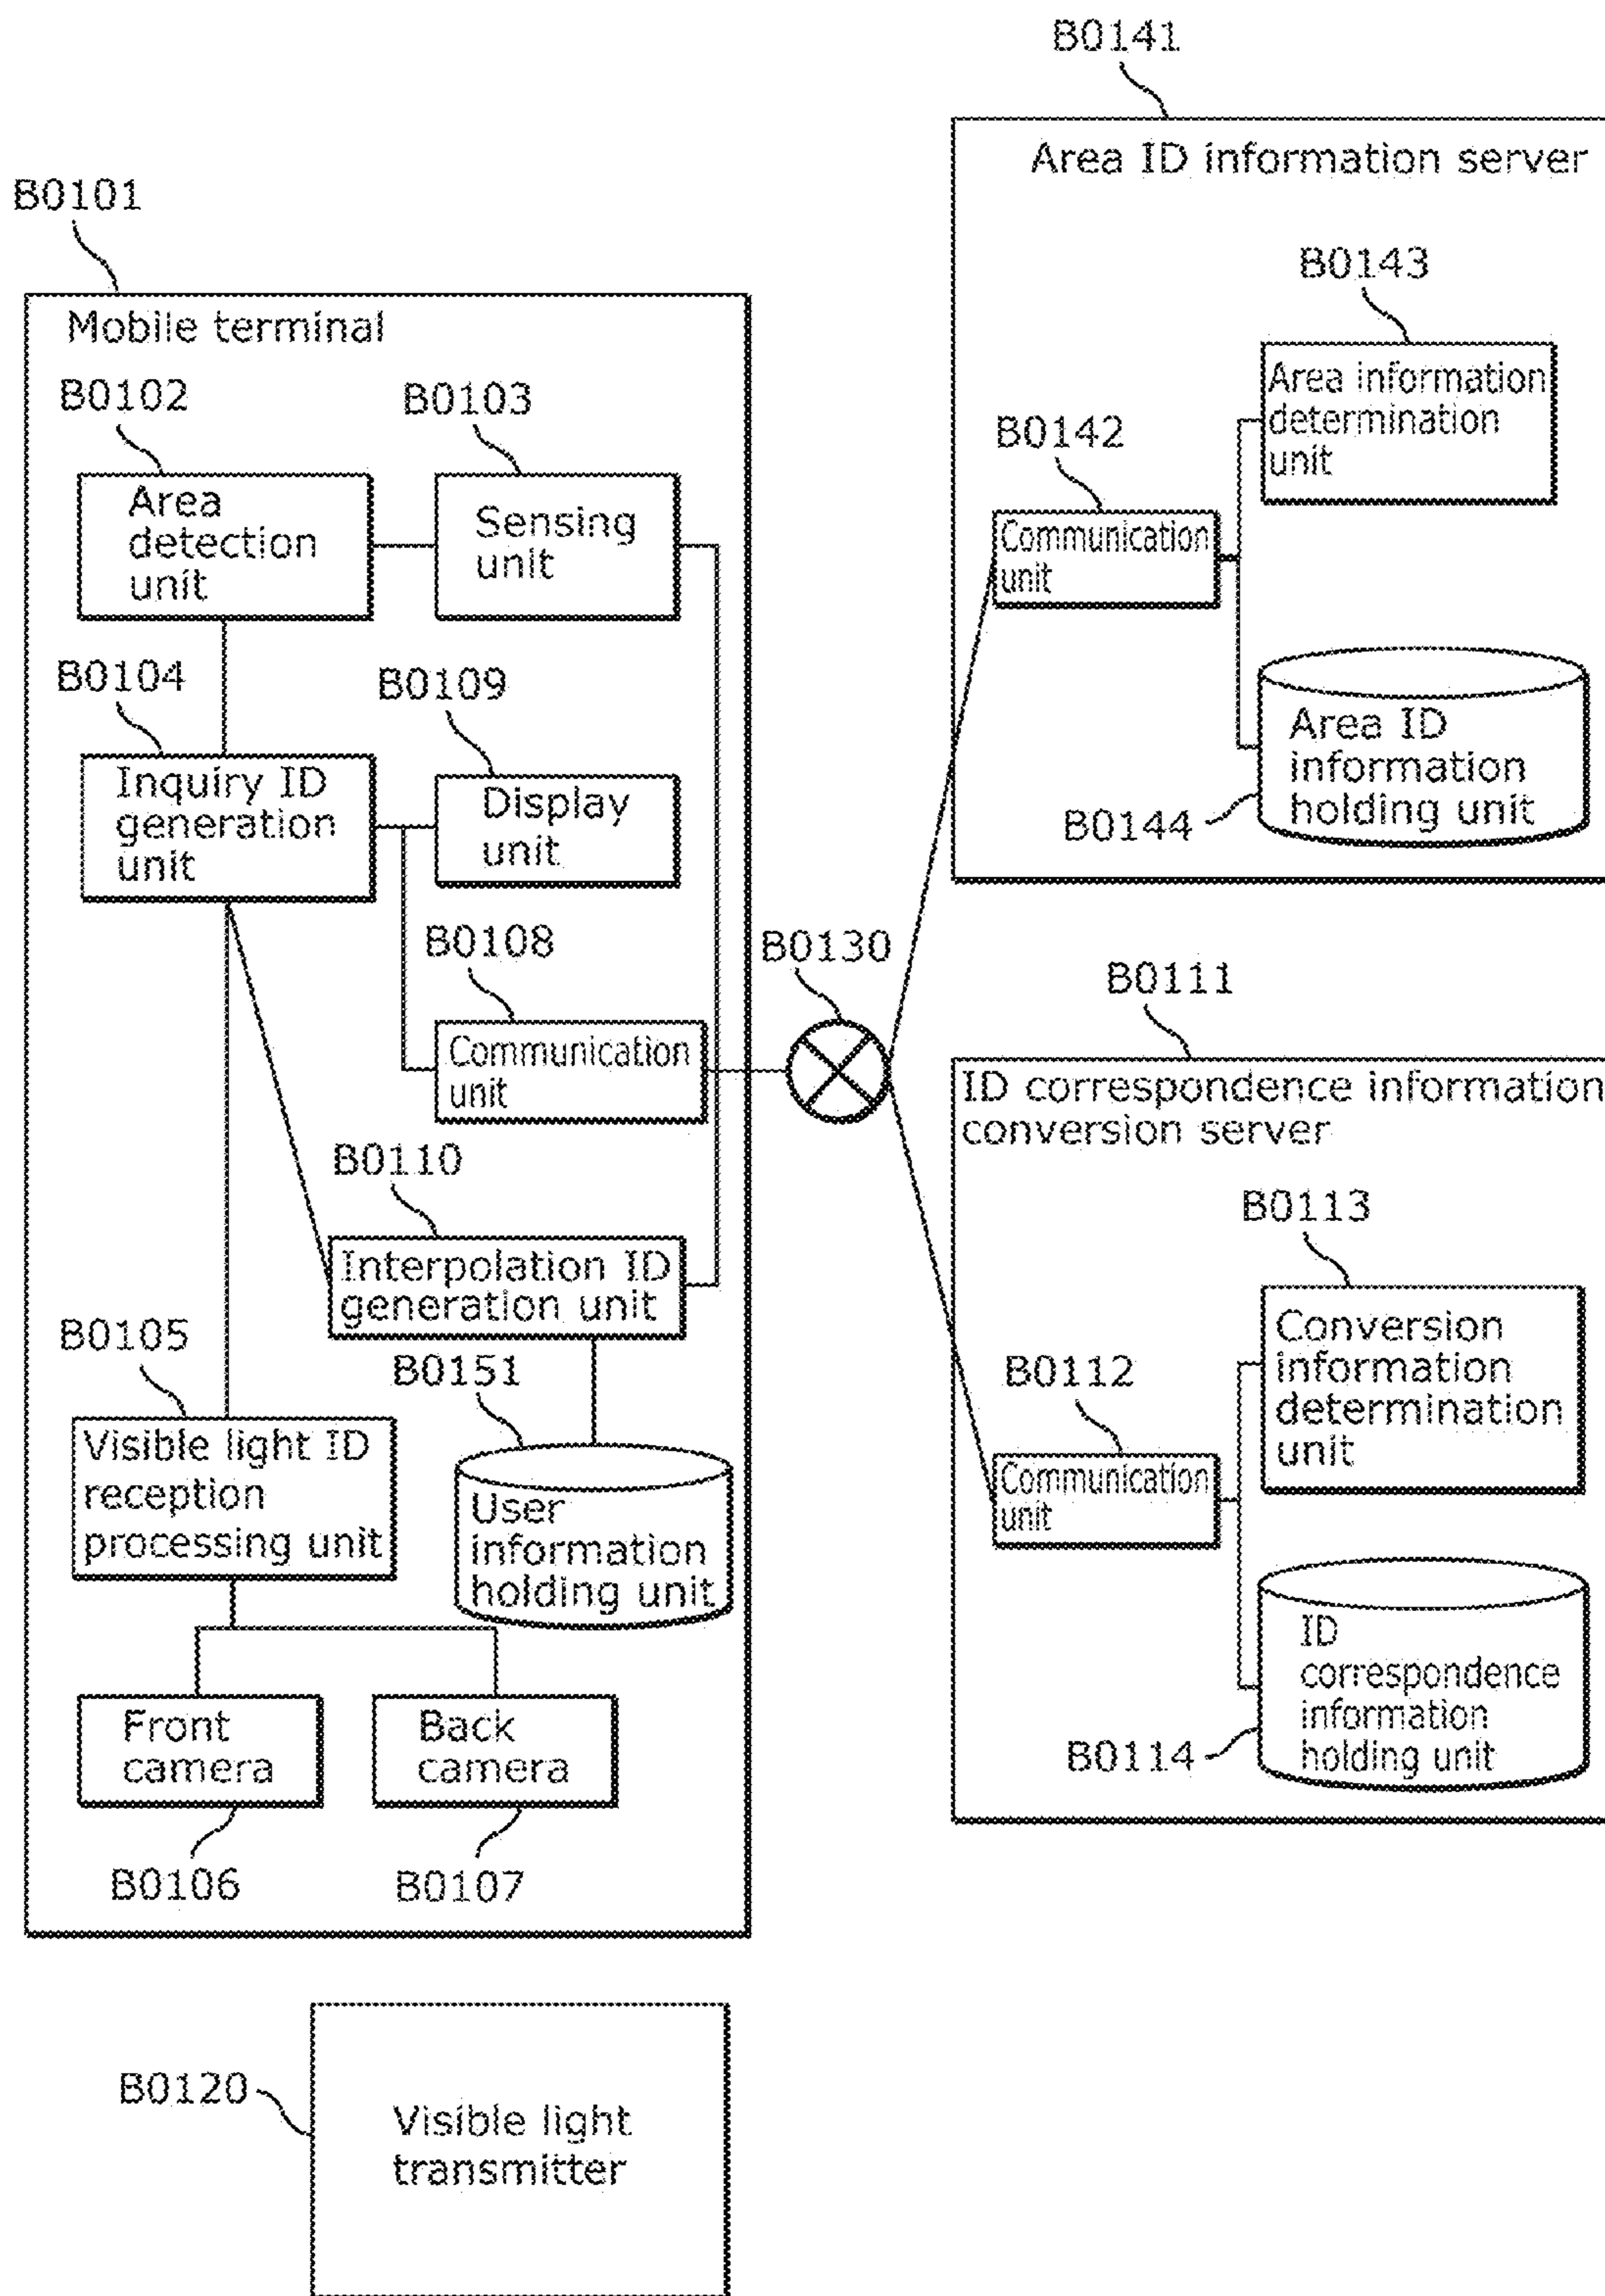 B0141
Area ID information server
B0101
B0143
Mobile terminal
Area information
determination
unit
B0102
B0103
B0142
Area
detection
unit
Sensing
unit
Communication
unit
B0104
B0109
Area ID
information
holding unit
B0144
Inquiry ID
generation
unit
Display
unit
B0108
B0130
B0111
Communication
unit
ID correspondence information
conversion server
B0110
B0113
Interpolation ID
generation unit
Conversion
information
determination
unit
B0105
B0151
B0112
Visible light ID
reception
processing unit
User
information
holding unit
Communication
unit
ID
correspondence
information
holding unit
B0114
Front
camera
Back
camera
B0106
B0107
B0120
Visible light
transmitter